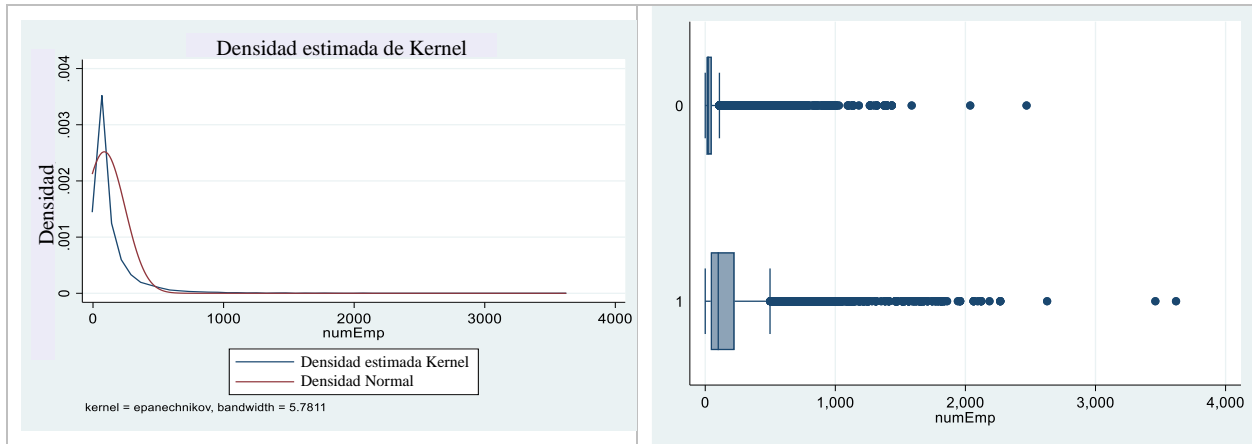 Densidad estimada de Kernel
Densidad
.004
.003
.002
.001
0
0 1000 2000 3000 4000
numEmp
Densidad estimada Kernel
Densidad Normal
kernel = epanechnikov, bandwidth = 5.7811
0
1
0 1,000 2,000 3,000 4,000
numEmp